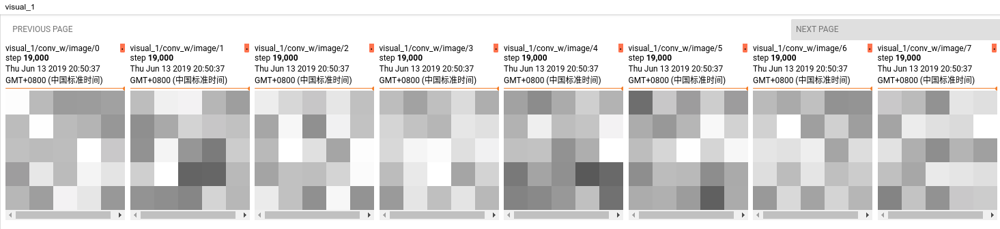 visual_1
PREVIOUS PAGE
NEXT PAGE
visual_1/conv_w/image/0
step 19,000
Thu Jun 13 2019 20:50:37
GMT+0800 (中国标准时间)
visual_1/conv_w/image/1
step 19,000
Thu Jun 13 2019 20:50:37
GMT+0800 (中国标准时间)
visual_1/conv_w/image/2
step 19,000
Thu Jun 13 2019 20:50:37
GMT+0800 (中国标准时间)
visual_1/conv_w/image/3
step 19,000
Thu Jun 13 2019 20:50:37
GMT+0800 (中国标准时间)
visual_1/conv_w/image/4
step 19,000
Thu Jun 13 2019 20:50:37
GMT+0800 (中国标准时间)
visual_1/conv_w/image/5
step 19,000
Thu Jun 13 2019 20:50:37
GMT+0800 (中国标准时间)
visual_1/conv_w/image/6
step 19,000
Thu Jun 13 2019 20:50:37
GMT+0800 (中国标准时间)
visual_1/conv_w/image/7
step 19,000
Thu Jun 13 2019 20:50:37
GMT+0800 (中国标准时间)